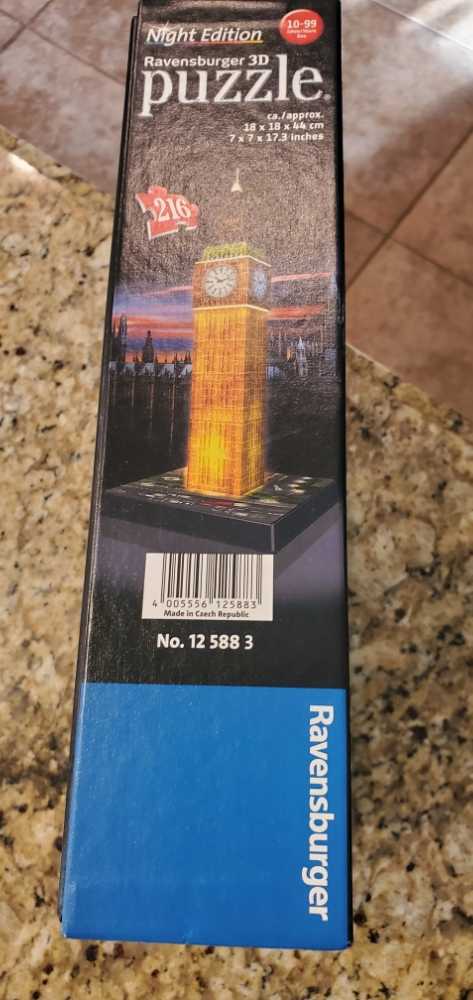 Night Edition
10-99
Ravensburger 3D
puzzle®
ca./approx.
18 x 18 x 44 cm
7 x 7 x 17.3 inches
216
4 005556 125883
Made in Czech Republic
No. 12 588 3
Ravensburger